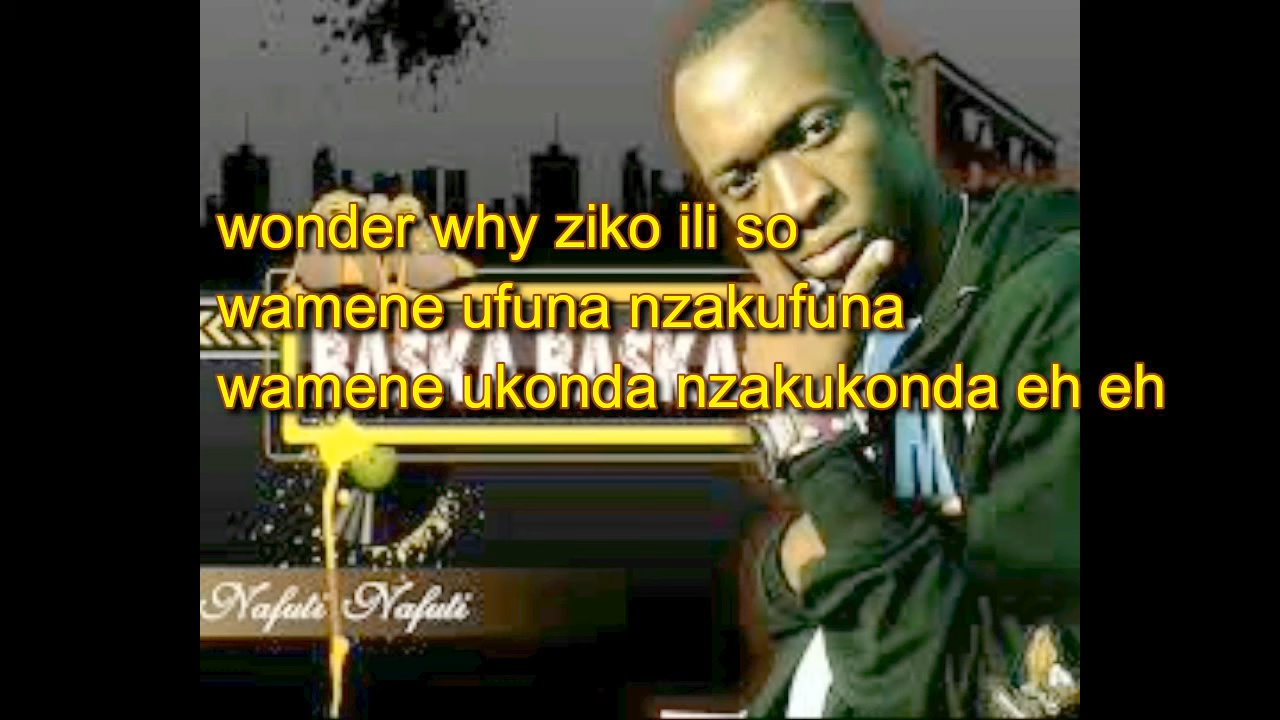 wonder why ziko ili so
wamene ufuna nzakufuna
BASKA BASKA
wamene ukonda nzakukonda eh eh
M
Nafuti Nafuti